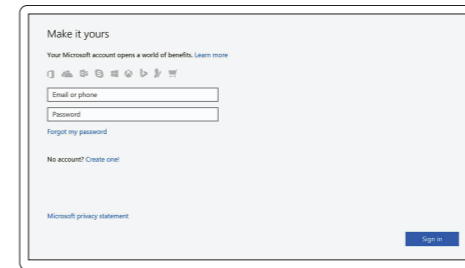 Make it yours
Your Microsoft account opens a world of benefits. Learn more
Email or phone
Password
Forgot my password
No account? Create one!
Microsoft privacy statement
Sign in